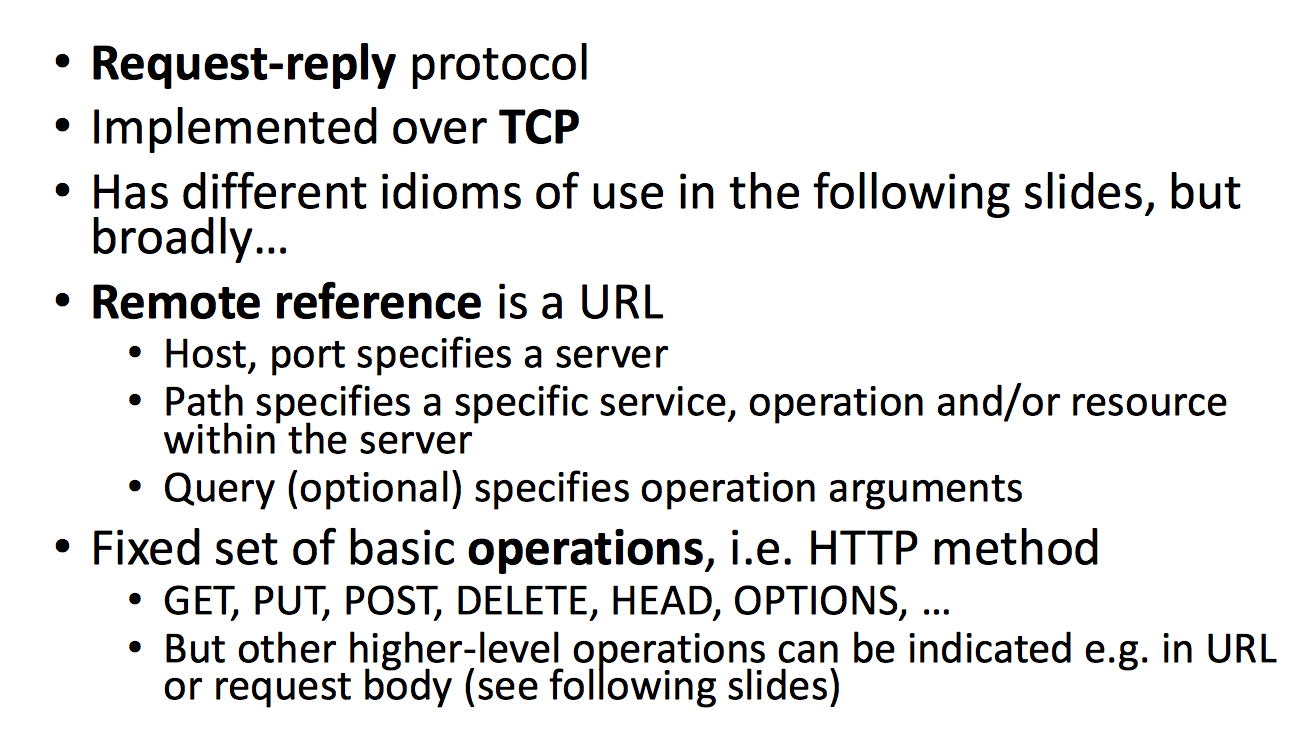 • Request-reply protocol
• Implemented over TCP
• Has different idioms of use in the following slides, but
broadly…
• Remote reference is a URL
• Host, port specifies a server
• Path specifies a specific service, operation and/or resource
within the server
• Query (optional) specifies operation arguments
• Fixed set of basic operations, i.e. HTTP method
• GET, PUT, POST, DELETE, HEAD, OPTIONS, …
• But other higher-level operations can be indicated e.g. in URL
or request body (see following slides)